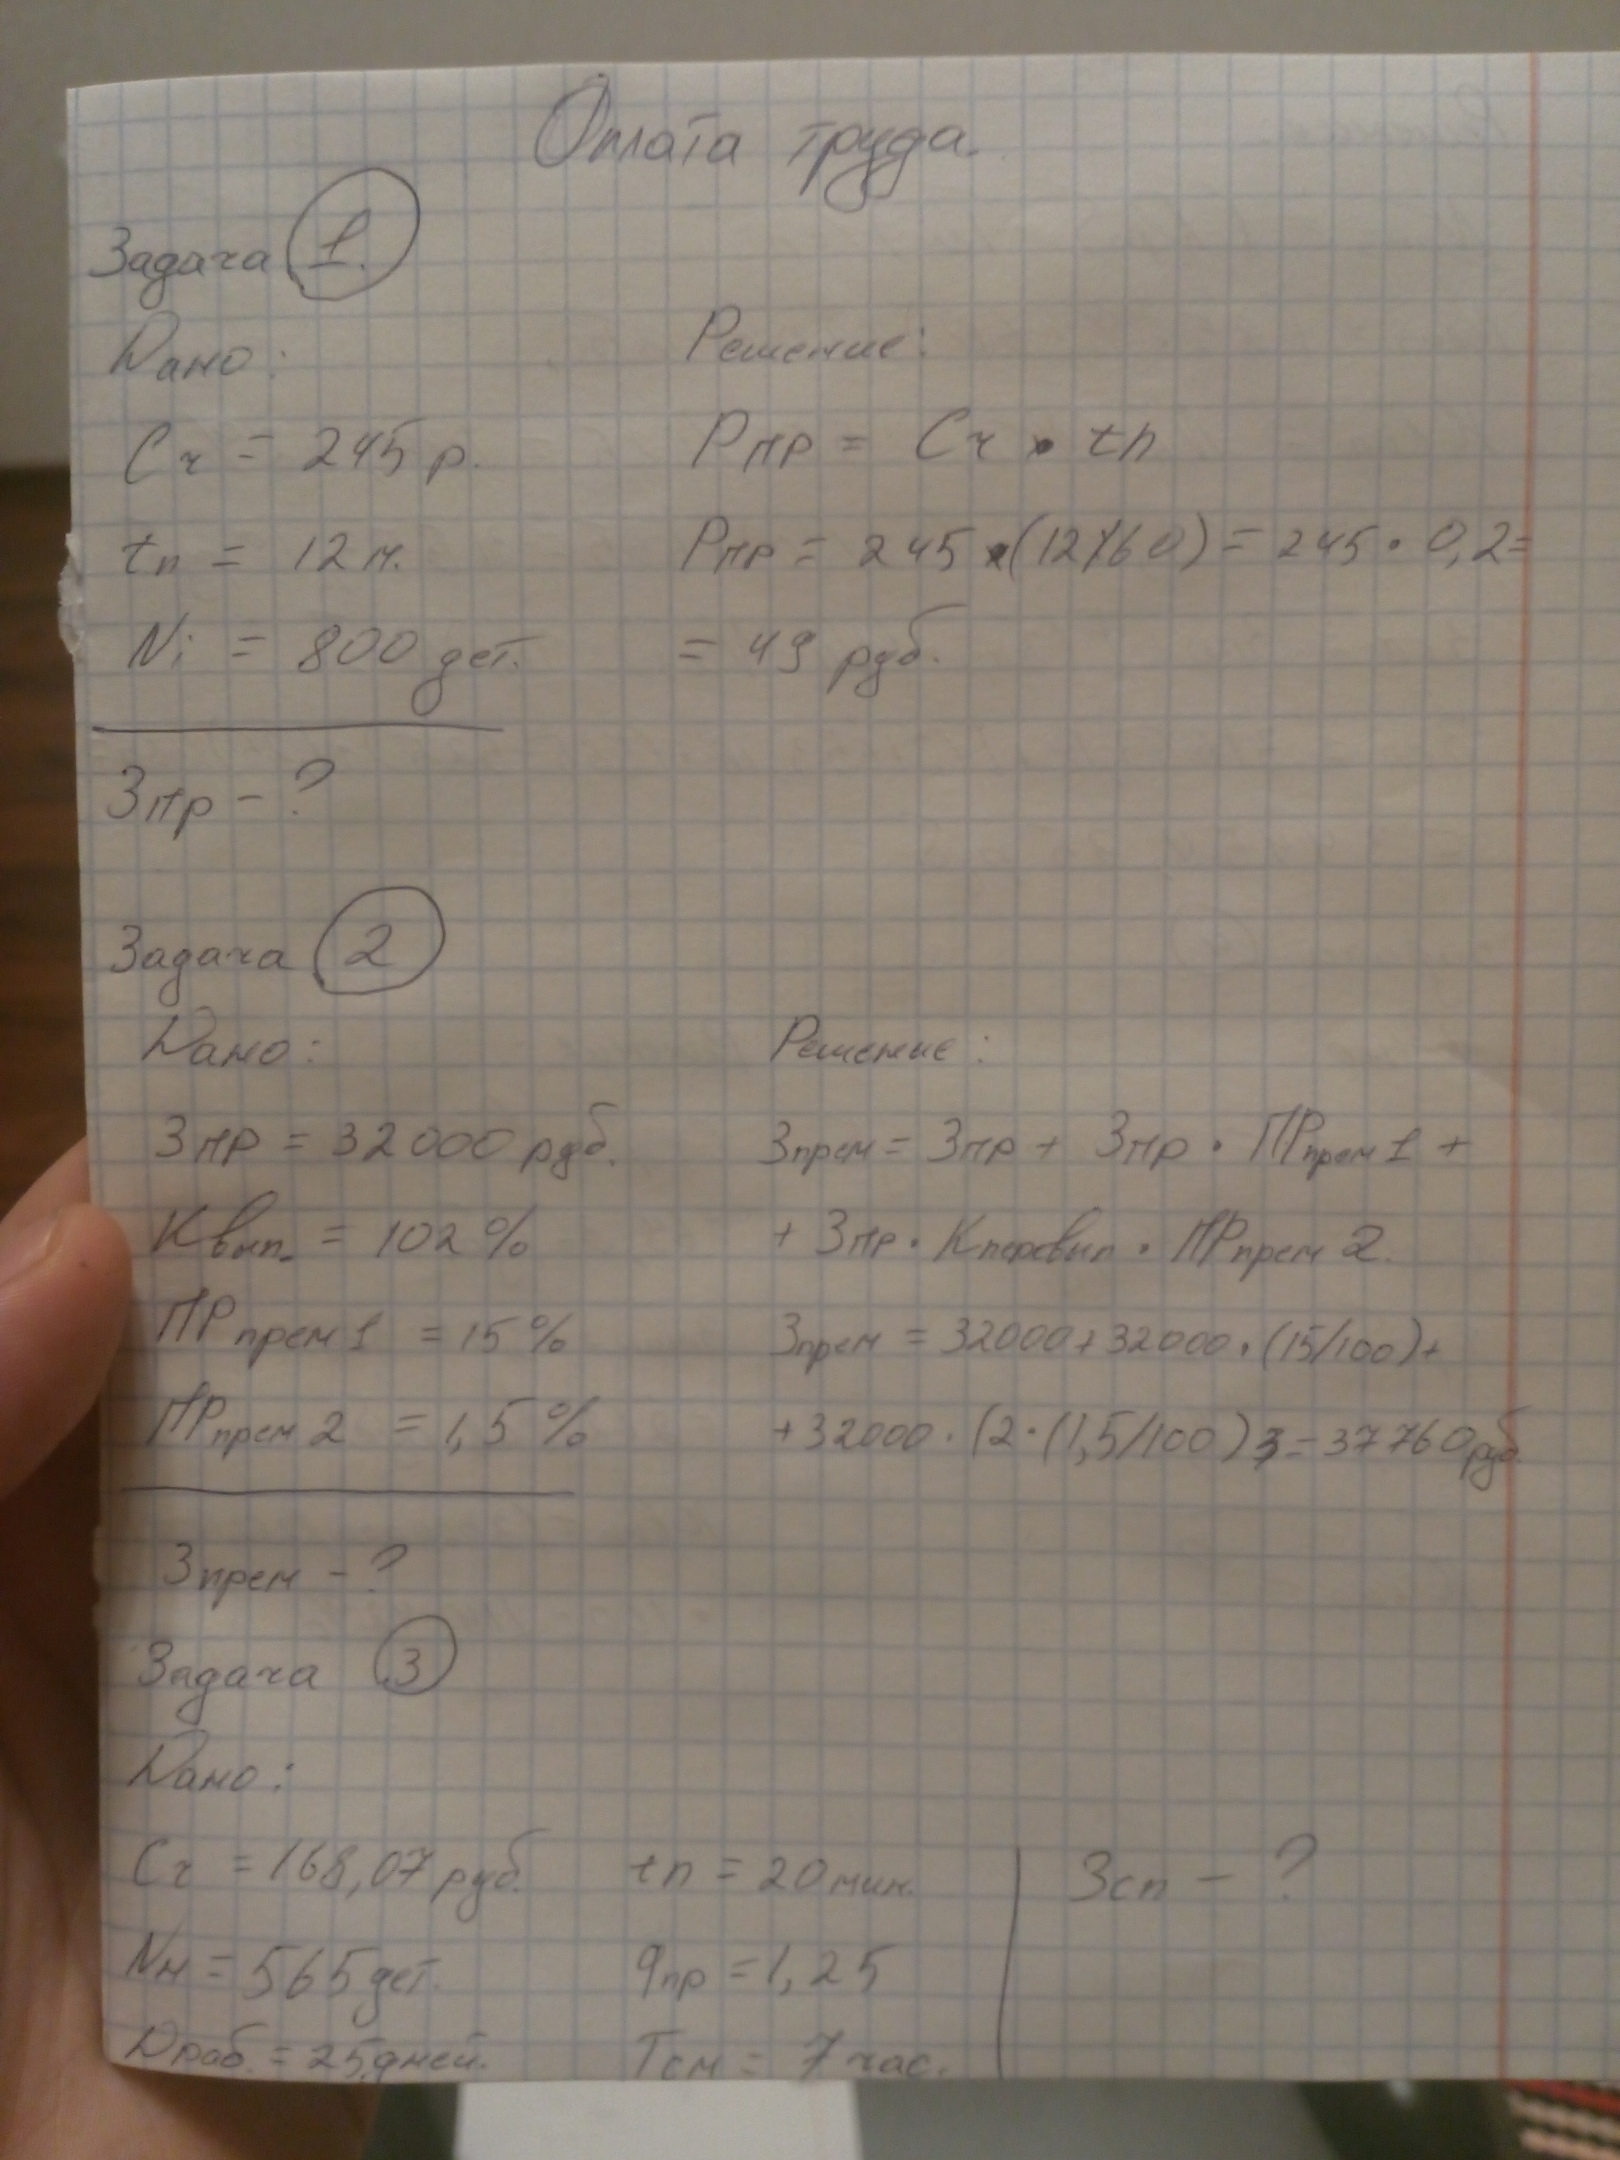 Оплата труда.
Задача 1.
Дано:
Сч = 245 р.
tп = 12 м.
Ni = 800 дет.
Зпр - ?
Решение:
Рпр = Сч • tп
Рпр = 245 • (12/60) = 245 • 0,2 =
= 49 руб.
Задача 2
Дано:
Зпр = 32000 руб.
Квып. = 102 %
ПРпрем 1 = 15 %
ПРпрем 2 = 1,5 %
Зпрем - ?
Решение:
Зпрем = Зпр + Зпр • ПРпрем 1 +
+ Зпр • Кперевып • ПРпрем 2.
Зпрем = 32000 + 32000 • (15/100) +
+ 32000 • (2 • (1,5/100)) = 37760 руб.
Задача 3
Дано:
Сч = 168,07 руб. tп = 20 мин. Зсп - ?
Nн = 565 дет. qпр = 1,25
Драб. = 25 дней. Тсм = 7 час.